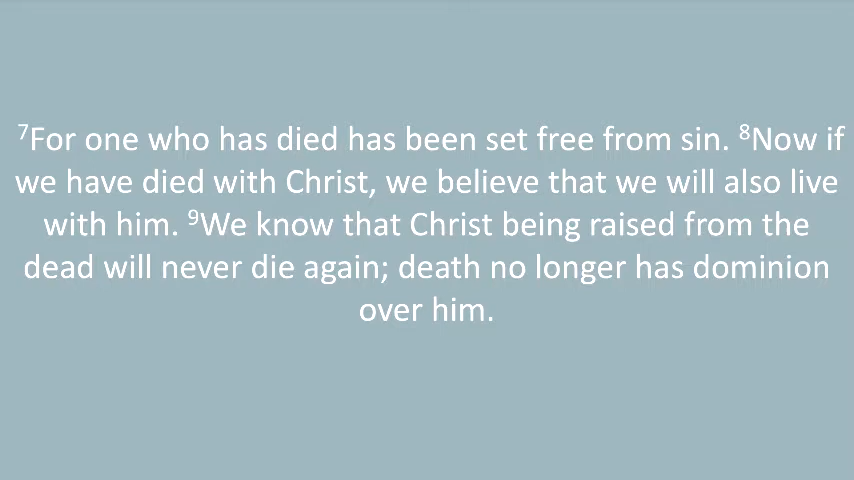 ⁷For one who has died has been set free from sin. ⁸Now if
we have died with Christ, we believe that we will also live
with him. ⁹We know that Christ being raised from the
dead will never die again; death no longer has dominion
over him.